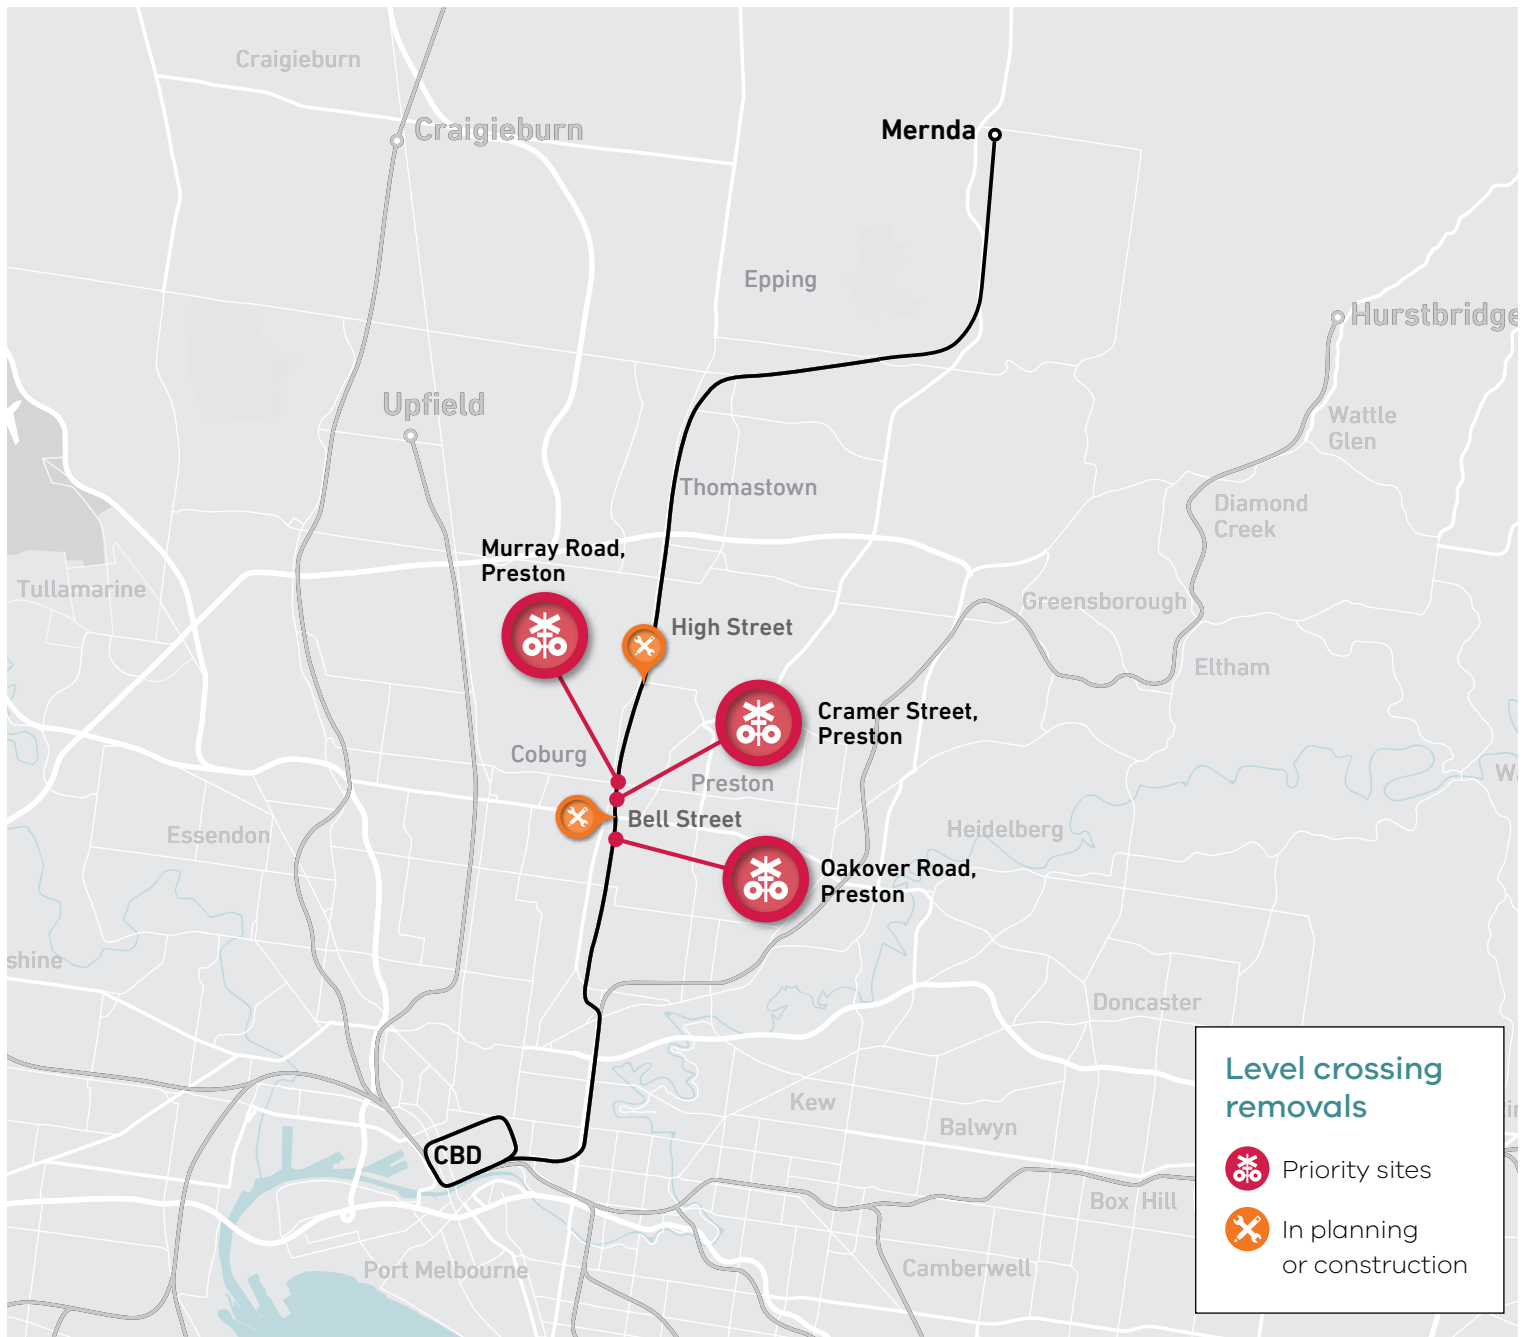 Craigieburn
Craigieburn
Mernda
Epping
Hurstbridge
Upfield
Wattle
Glen
Thomastown
Diamond
Creek
Murray Road,
Preston
Tullamarine
Greensborough
High Street
Eltham
Cramer Street,
Preston
Coburg
Preston
Bell Street
Essendon
Heidelberg
Oakover Road,
Preston
shine
Doncaster
Kew
Balwyn
CBD
Box Hill
Port Melbourne
Camberwell
Level crossing
removals
Priority sites
In planning
or construction